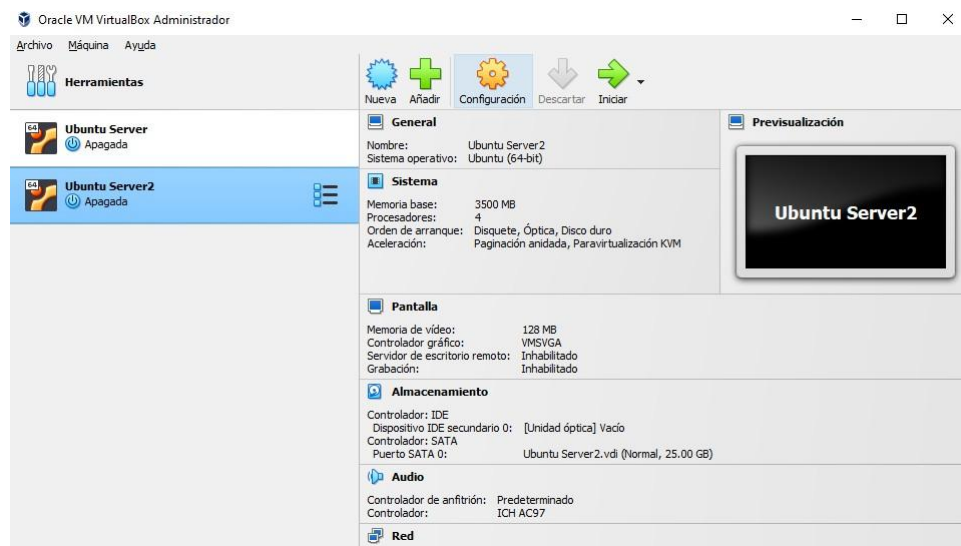 Oracle VM VirtualBox Administrador
Archivo Máquina Ayuda
Herramientas
Nueva Añadir Configuración Descartar Iniciar
64 Ubuntu Server
Apagada
64 Ubuntu Server2
Apagada
General
Nombre: Ubuntu Server2
Sistema operativo: Ubuntu (64-bit)
Previsualización
Ubuntu Server2
Sistema
Memoria base: 3500 MB
Procesadores: 4
Orden de arranque: Disquete, Óptica, Disco duro
Aceleración: Paginación anidada, Paravirtualización KVM
Pantalla
Memoria de vídeo: 128 MB
Controlador gráfico: VMSVGA
Servidor de escritorio remoto: Inhabilitado
Grabación: Inhabilitado
Almacenamiento
Controlador: IDE
Dispositivo IDE secundario 0: [Unidad óptica] Vacío
Controlador: SATA
Puerto SATA 0: Ubuntu Server2.vdi (Normal, 25.00 GB)
Audio
Controlador de anfitrión: Predeterminado
Controlador: ICH AC97
Red